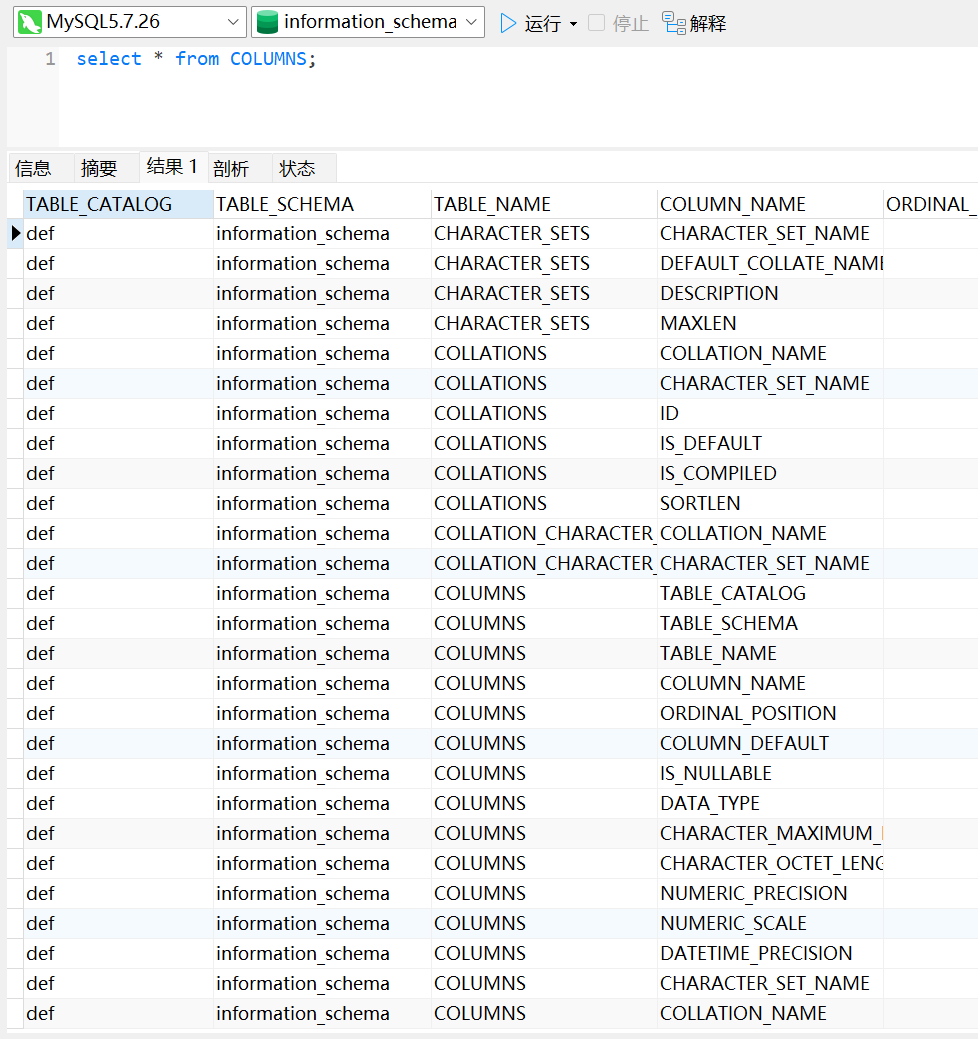 MySQL5.7.26 information_schema 运行 停止 解释
1 select * from COLUMNS;
信息 摘要 结果 1 剖析 状态
TABLE_CATALOG TABLE_SCHEMA TABLE_NAME COLUMN_NAME ORDINAL_
def information_schema CHARACTER_SETS CHARACTER_SET_NAME
def information_schema CHARACTER_SETS DEFAULT_COLLATE_NAME
def information_schema CHARACTER_SETS DESCRIPTION
def information_schema CHARACTER_SETS MAXLEN
def information_schema COLLATIONS COLLATION_NAME
def information_schema COLLATIONS CHARACTER_SET_NAME
def information_schema COLLATIONS ID
def information_schema COLLATIONS IS_DEFAULT
def information_schema COLLATIONS IS_COMPILED
def information_schema COLLATIONS SORTLEN
def information_schema COLLATION_CHARACTER_ COLLATION_NAME
def information_schema COLLATION_CHARACTER_ CHARACTER_SET_NAME
def information_schema COLUMNS TABLE_CATALOG
def information_schema COLUMNS TABLE_SCHEMA
def information_schema COLUMNS TABLE_NAME
def information_schema COLUMNS COLUMN_NAME
def information_schema COLUMNS ORDINAL_POSITION
def information_schema COLUMNS COLUMN_DEFAULT
def information_schema COLUMNS IS_NULLABLE
def information_schema COLUMNS DATA_TYPE
def information_schema COLUMNS CHARACTER_MAXIMUM_
def information_schema COLUMNS CHARACTER_OCTET_LENG
def information_schema COLUMNS NUMERIC_PRECISION
def information_schema COLUMNS NUMERIC_SCALE
def information_schema COLUMNS DATETIME_PRECISION
def information_schema COLUMNS CHARACTER_SET_NAME
def information_schema COLUMNS COLLATION_NAME